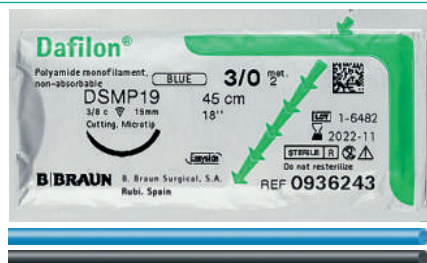 Dafilon®
Polyamide monofilament, non-absorbable
BLUE
3/0 met. 2
DSMP19
3/8 c 19mm
Cutting, Microtip
45 cm
18''
LOT 1-6482
2022-11
STERILE R
Do not resterilize
B|BRAUN
B. Braun Surgical, S.A.
Rubi, Spain
REF 0936243